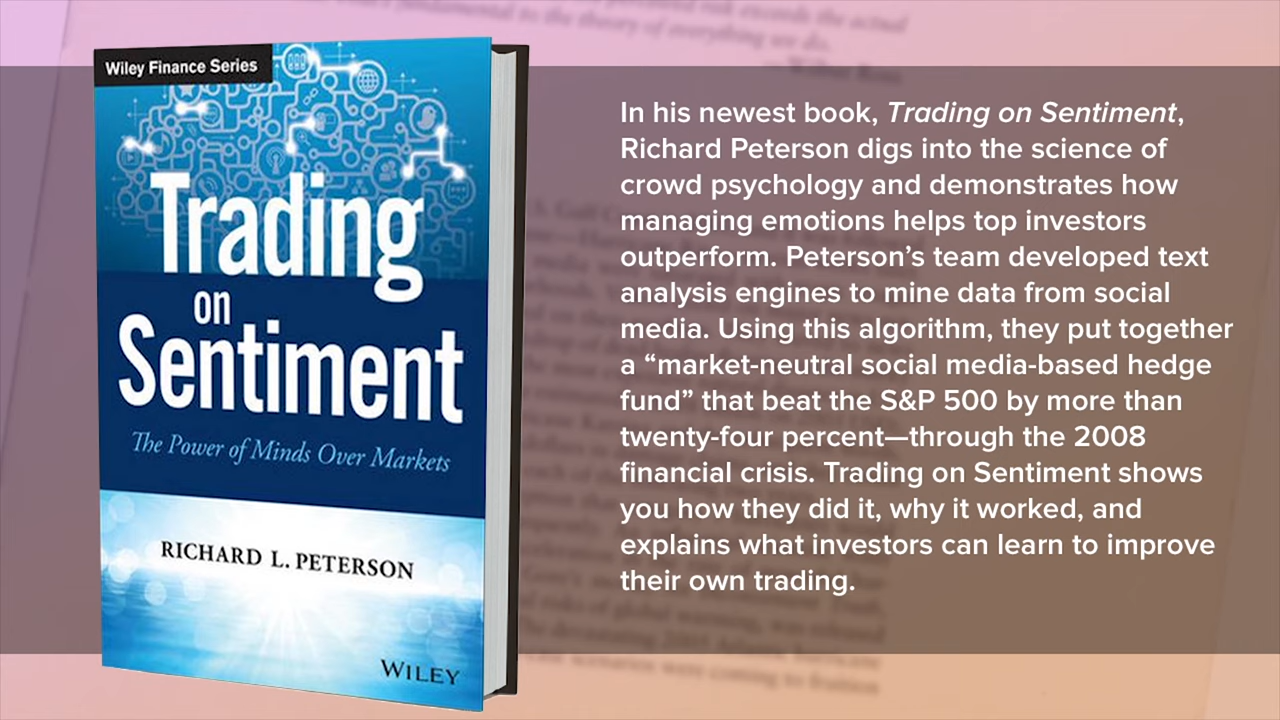 Wiley Finance Series
Trading
on
Sentiment
The Power of Minds Over Markets
RICHARD L. PETERSON
WILEY
In his newest book, Trading on Sentiment,
Richard Peterson digs into the science of
crowd psychology and demonstrates how
managing emotions helps top investors
outperform. Peterson’s team developed text
analysis engines to mine data from social
media. Using this algorithm, they put together
a “market-neutral social media-based hedge
fund” that beat the S&P 500 by more than
twenty-four percent—through the 2008
financial crisis. Trading on Sentiment shows
you how they did it, why it worked, and
explains what investors can learn to improve
their own trading.